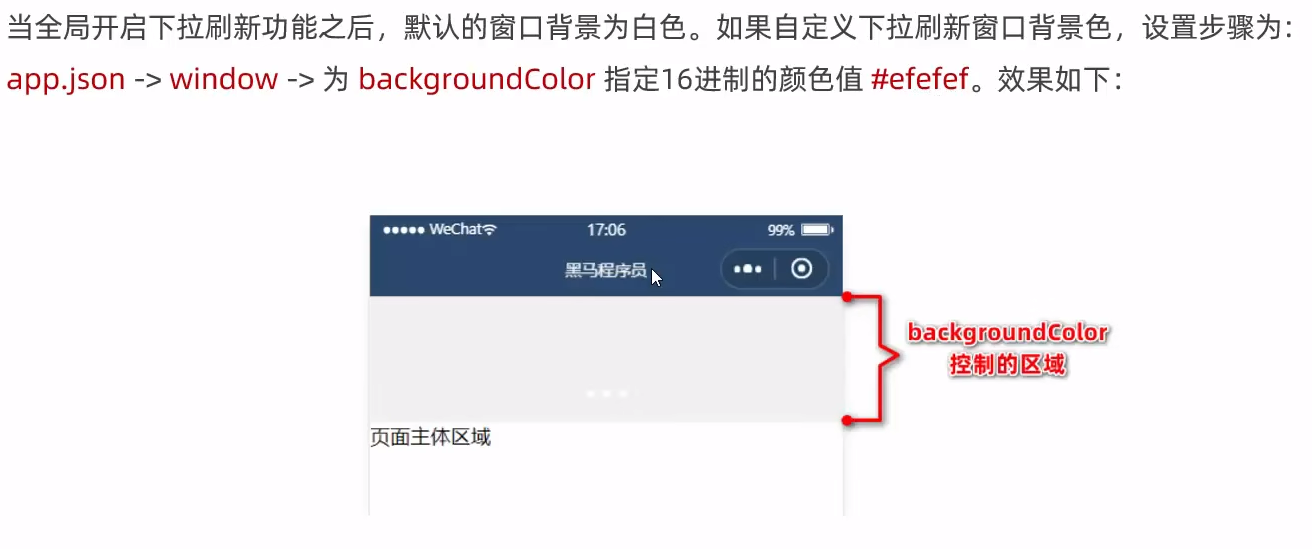 当全局开启下拉刷新功能之后，默认的窗口背景为白色。如果自定义下拉刷新窗口背景色，设置步骤为：
app.json -> window -> 为 backgroundColor 指定16进制的颜色值 #efefef。效果如下：
WeChat 17:06 99%
黑马程序员
backgroundColor
控制的区域
页面主体区域